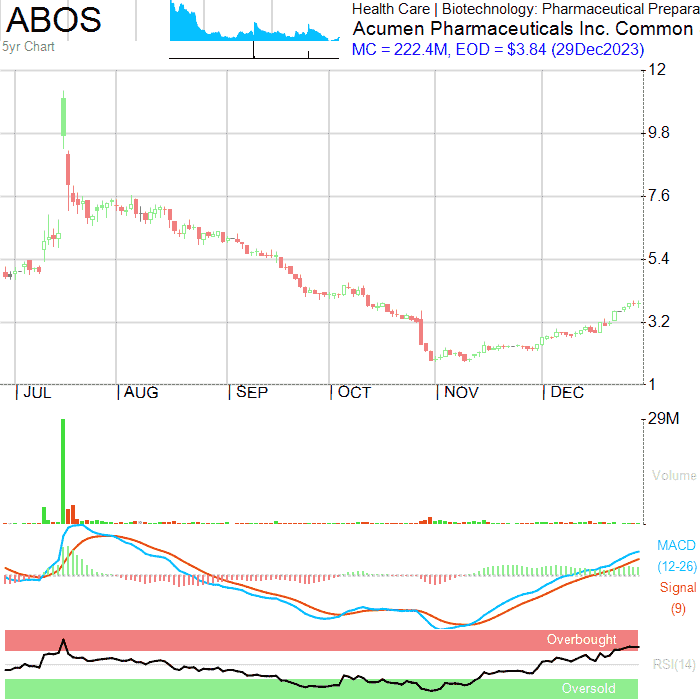 ABOS
5yr Chart
Health Care | Biotechnology: Pharmaceutical Prepara
Acumen Pharmaceuticals Inc. Common
MC = 222.4M, EOD = $3.84 (29Dec2023)
12
9.8
7.6
5.4
3.2
1
JUL AUG SEP OCT NOV DEC
29M
Volume
MACD
(12-26)
Signal
(9)
Overbought
RSI(14)
Oversold